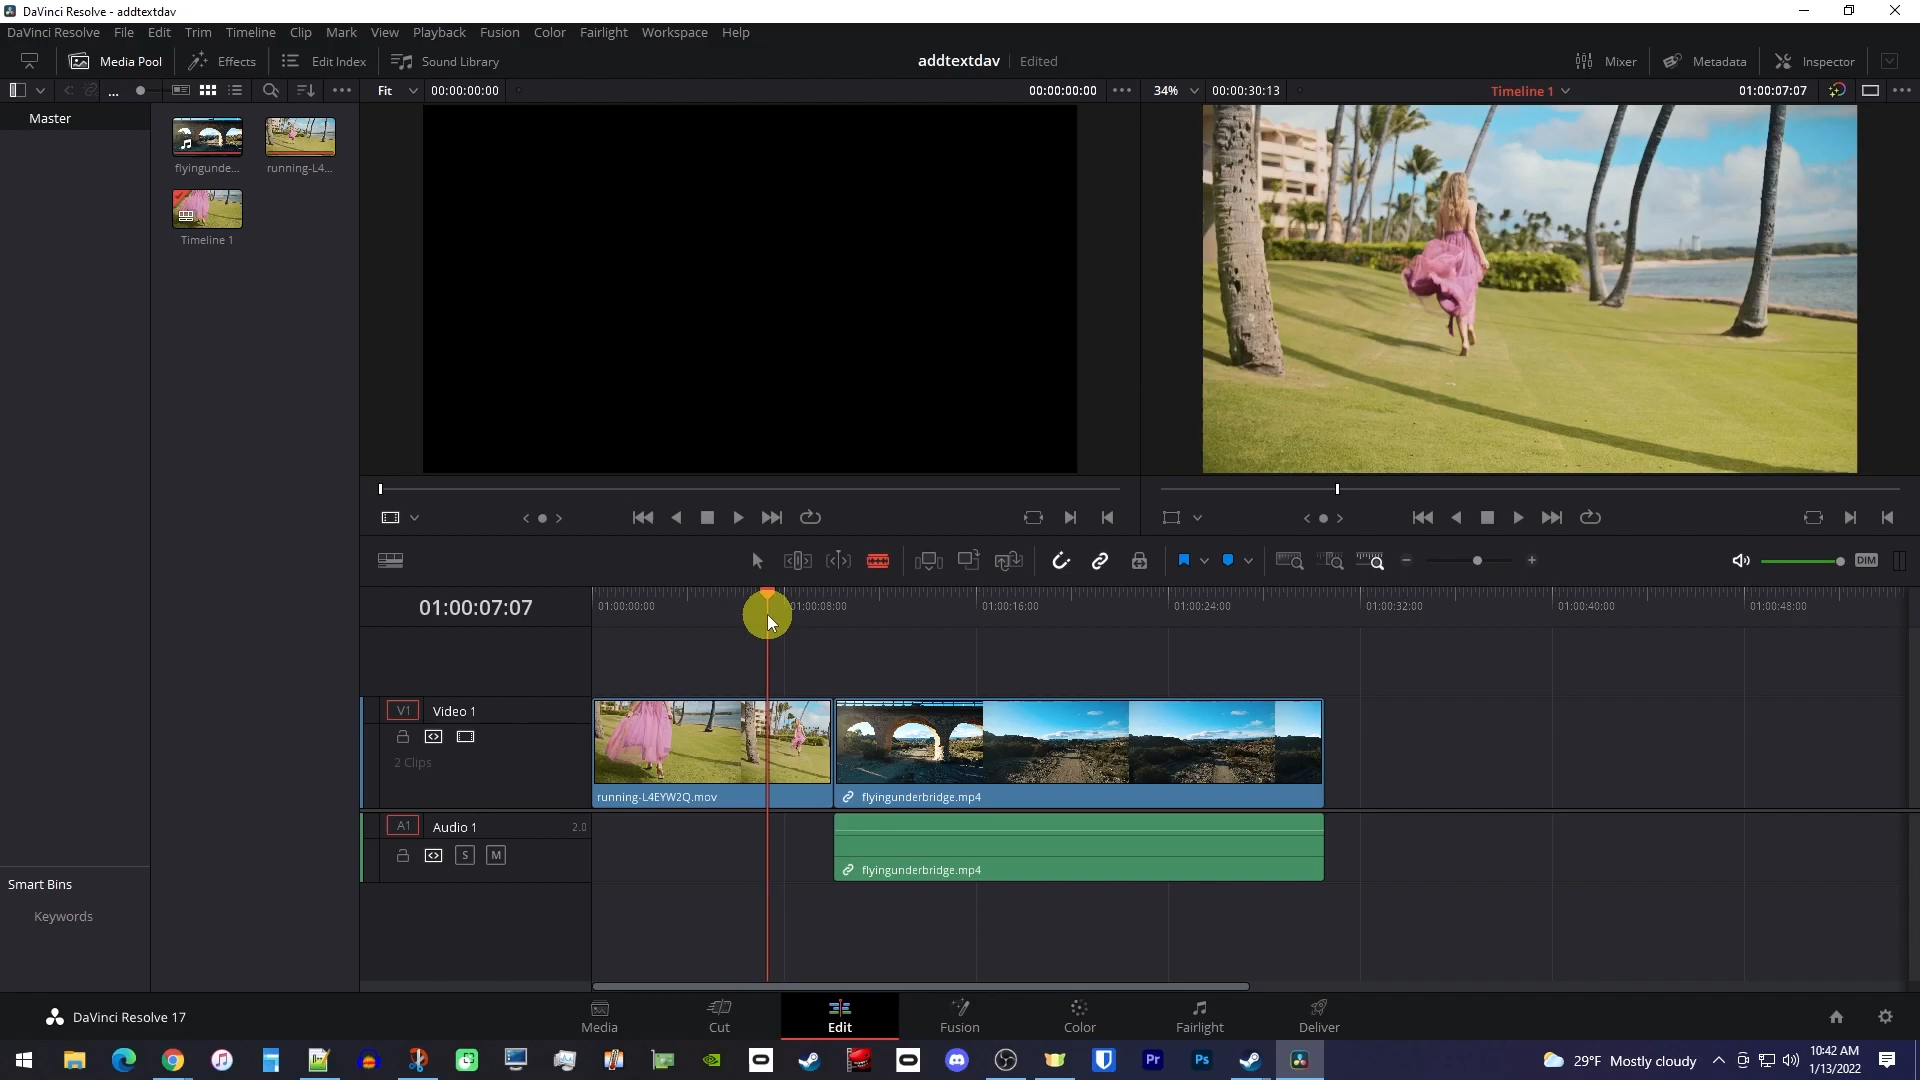 DaVinci Resolve - addtextdav
DaVinci Resolve File Edit Trim Timeline Clip Mark View Playback Fusion Color Fairlight Workspace Help
Media Pool Effects Edit Index Sound Library addtextdav Edited Mixer Metadata Inspector
... Fit 00:00:00:00 00:00:00:00 34% 00:00:30:13 Timeline 1 01:00:07:07
Master
flyingunde... running-L4...
Timeline 1
01:00:07:07 01:00:00:00 01:00:08:00 01:00:16:00 01:00:24:00 01:00:32:00 01:00:40:00 01:00:48:00
DIM
V1 Video 1
2 Clips
running-L4EYW2Q.mov flyingunderbridge.mp4
A1 Audio 1 2.0
S M
flyingunderbridge.mp4
Smart Bins
Keywords
DaVinci Resolve 17 Media Cut Edit Fusion Color Fairlight Deliver
Pr Ps 29°F Mostly cloudy 10:42 AM
1/13/2022